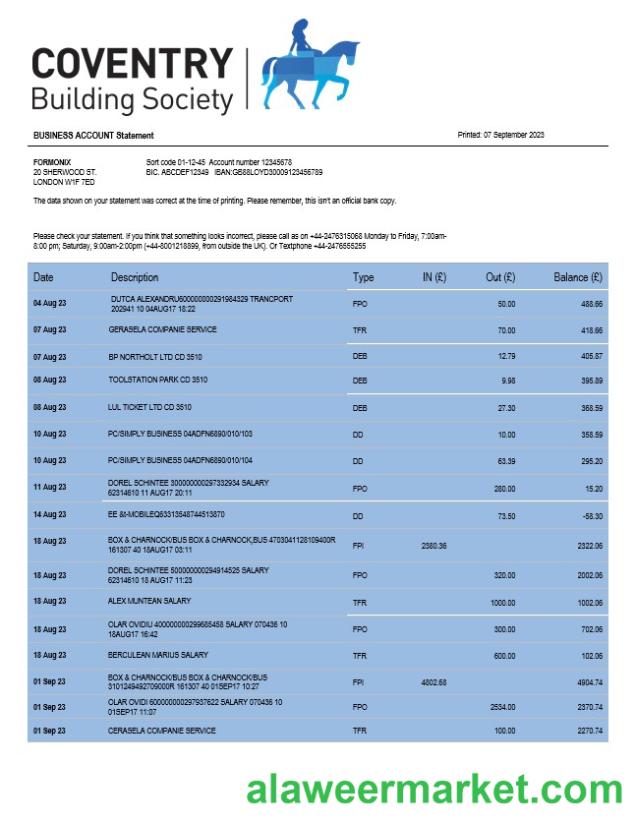 COVENTRY
Building Society
BUSINESS ACCOUNT Statement Printed: 07 September 2023
FORMONIX Sort code 01-12-45 Account number 12345678
20 SHERWOOD ST. BIC. ABCDEF12349 IBAN:GB88LOYD30009123456789
LONDON W1F 7ED
The data shown on your statement was correct at the time of printing. Please remember, this isn't an official bank copy.
Please check your statement. If you think that something looks incorrect, please call as on +44-2476315068 Monday to Friday, 7:00am-
8:00 pm; Saturday, 9:00am-2:00pm (+44-8001218899, from outside the UK). Or Textphone +44-2476555255
Date Description Type IN (£) Out (£) Balance (£)
04 Aug 23 DUTCA ALEXANDRU600000000291984329 TRANCPORT FPO 50.00 488.66
202941 10 04AUG17 18:22
07 Aug 23 GERASELA COMPANIE SERVICE TFR 70.00 418.66
07 Aug 23 BP NORTHOLT LTD CD 3510 DEB 12.79 405.87
08 Aug 23 TOOLSTATION PARK CD 3510 DEB 9.98 395.89
08 Aug 23 LUL TICKET LTD CD 3510 DEB 27.30 368.59
10 Aug 23 PC/SIMPLY BUSINESS 04ADFN6890/010/103 DD 10.00 358.59
10 Aug 23 PC/SIMPLY BUSINESS 04ADFN6890/010/104 DD 63.39 295.20
11 Aug 23 DOREL SCHINTEE 300000000297332934 SALARY FPO 280.00 15.20
62314610 11 AUG17 20:11
14 Aug 23 EE &t-MOBILEQ63313548744513870 DD 73.50 -58.30
18 Aug 23 BOX & CHARNOCK/BUS BOX & CHARNOCK,BUS 4703041128109400R FPI 2380.36 2322.06
161307 40 18AUG17 03:11
18 Aug 23 DOREL SCHINTEE 500000000294914525 SALARY FPO 320.00 2002.06
62314610 18 AUG17 11:23
18 Aug 23 ALEX MUNTEAN SALARY TFR 1000.00 1002.06
18 Aug 23 OLAR OVIDIU 400000000299685458 SALARY 070436 10 FPO 300.00 702.06
18AUG17 16:42
18 Aug 23 BERCULEAN MARIUS SALARY TFR 600.00 102.06
01 Sep 23 BOX & CHARNOCK/BUS BOX & CHARNOCK/BUS FPI 4802.68 4904.74
3101249492709000R 161307 40 01SEP17 10:27
01 Sep 23 OLAR OVIDI 600000000297937622 SALARY 070436 10 FPO 2534.00 2370.74
01SEP17 11:07
01 Sep 23 CERASELA COMPANIE SERVICE TFR 100.00 2270.74
alaweermarket.com